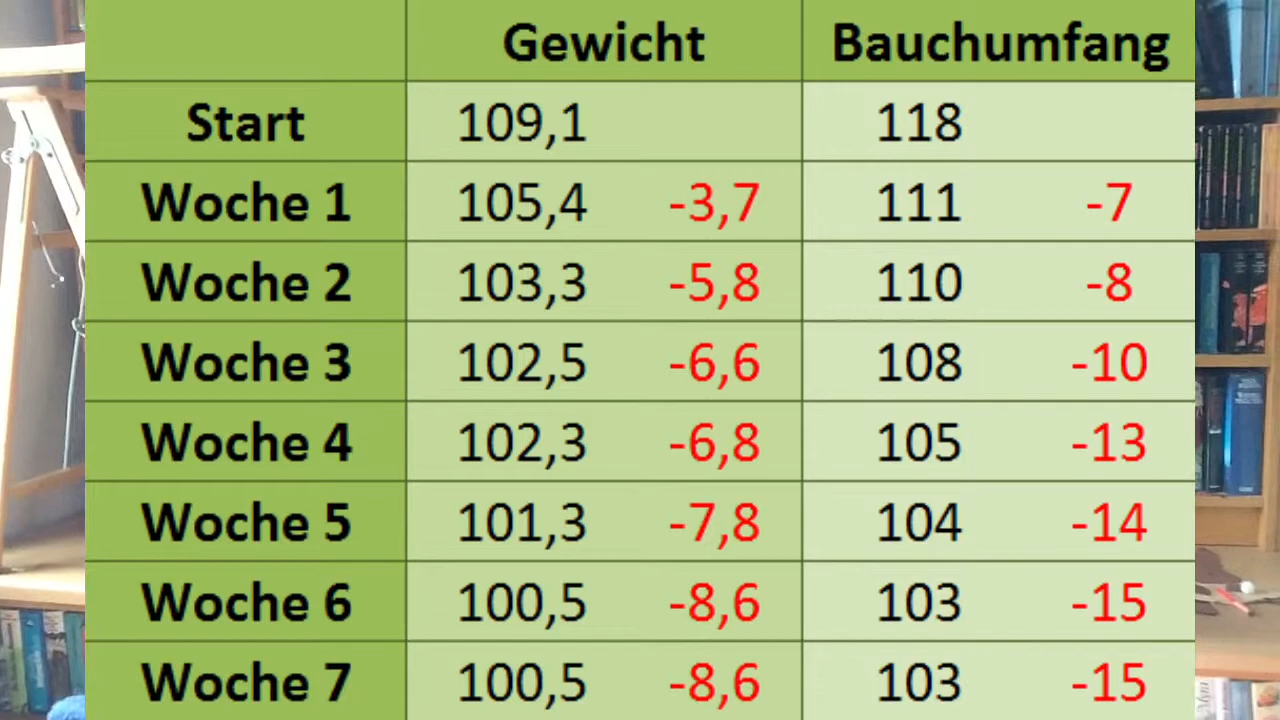 Gewicht Bauchumfang
Start 109,1 118
Woche 1 105,4 -3,7 111 -7
Woche 2 103,3 -5,8 110 -8
Woche 3 102,5 -6,6 108 -10
Woche 4 102,3 -6,8 105 -13
Woche 5 101,3 -7,8 104 -14
Woche 6 100,5 -8,6 103 -15
Woche 7 100,5 -8,6 103 -15